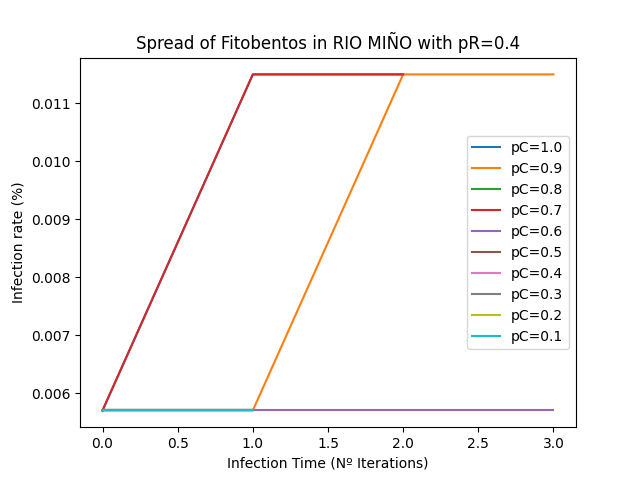 Spread of Fitobentos in RIO MIÑO with pR=0.4
Infection rate (%)
0.011
0.010
0.009
0.008
0.007
0.006
pC=1.0
pC=0.9
pC=0.8
pC=0.7
pC=0.6
pC=0.5
pC=0.4
pC=0.3
pC=0.2
pC=0.1
0.0 0.5 1.0 1.5 2.0 2.5 3.0
Infection Time (Nº Iterations)